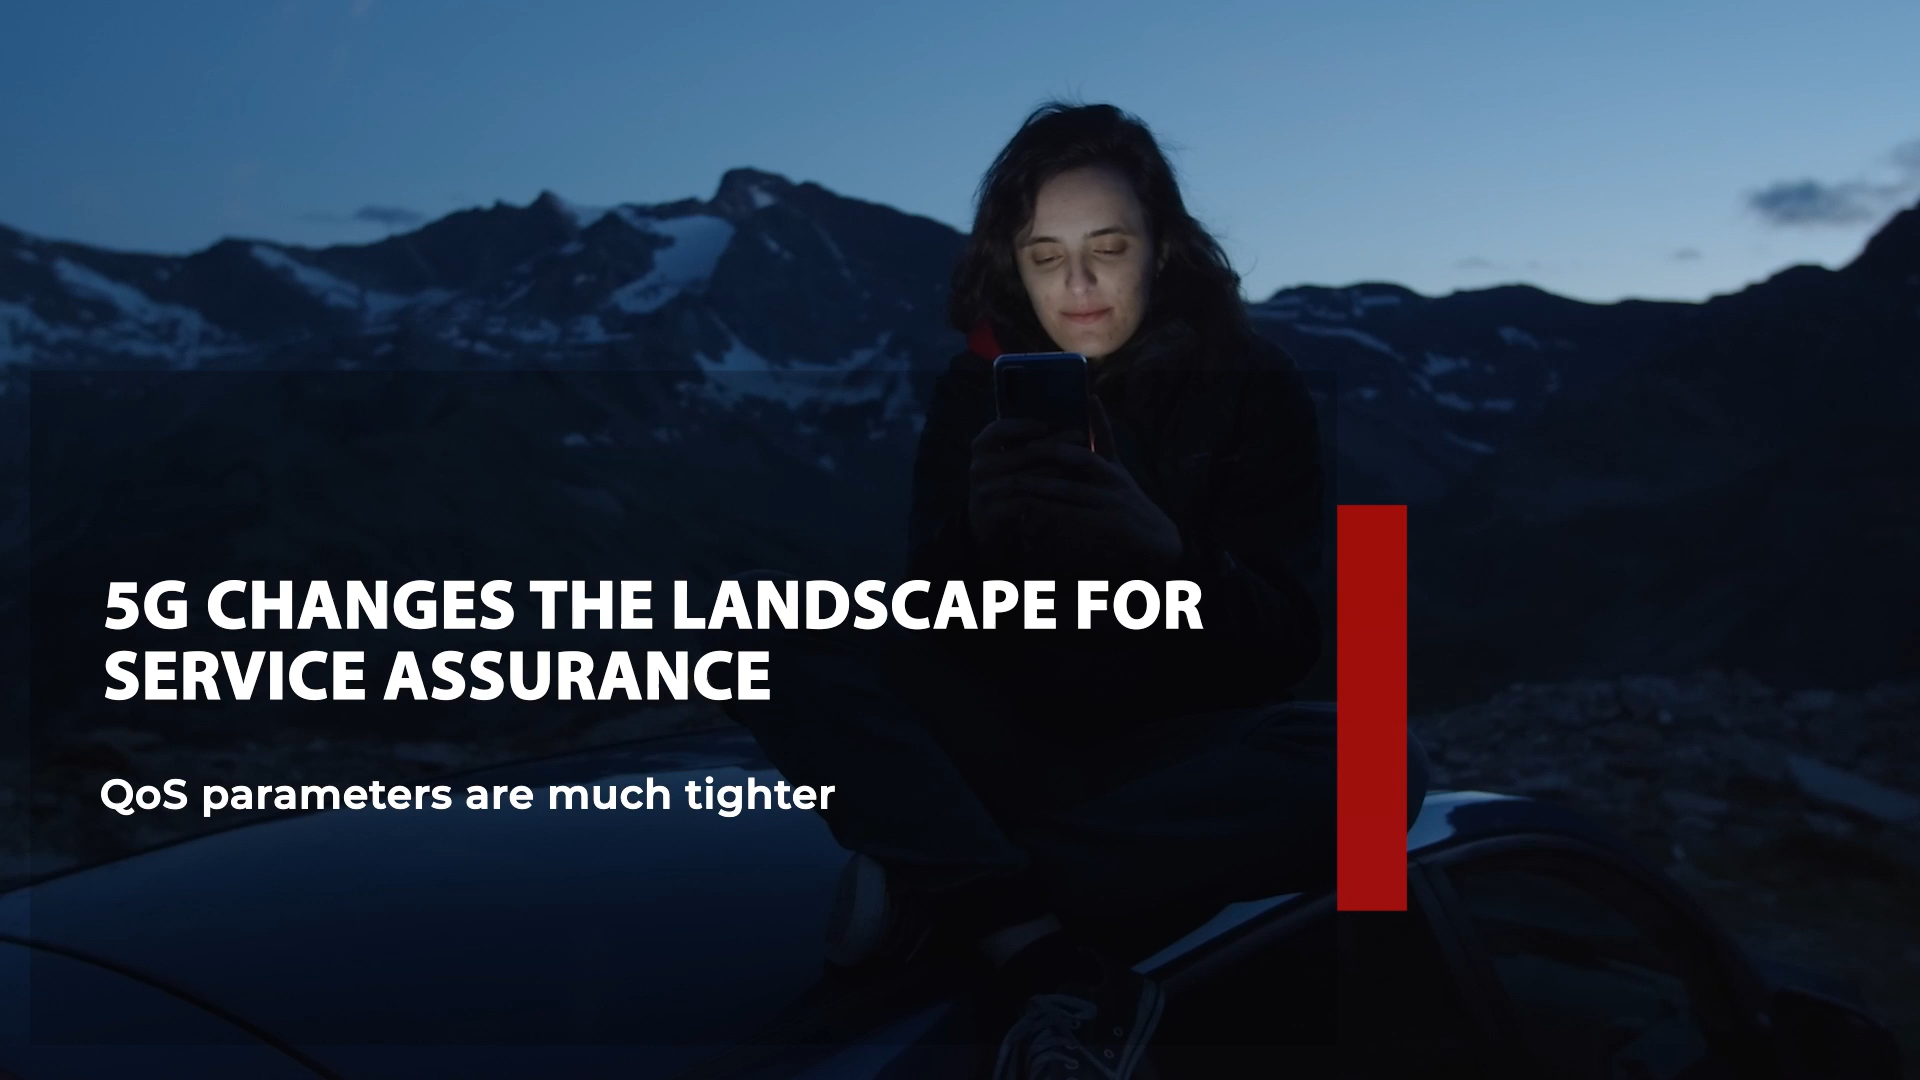 5G CHANGES THE LANDSCAPE FOR
SERVICE ASSURANCE
QoS parameters are much tighter